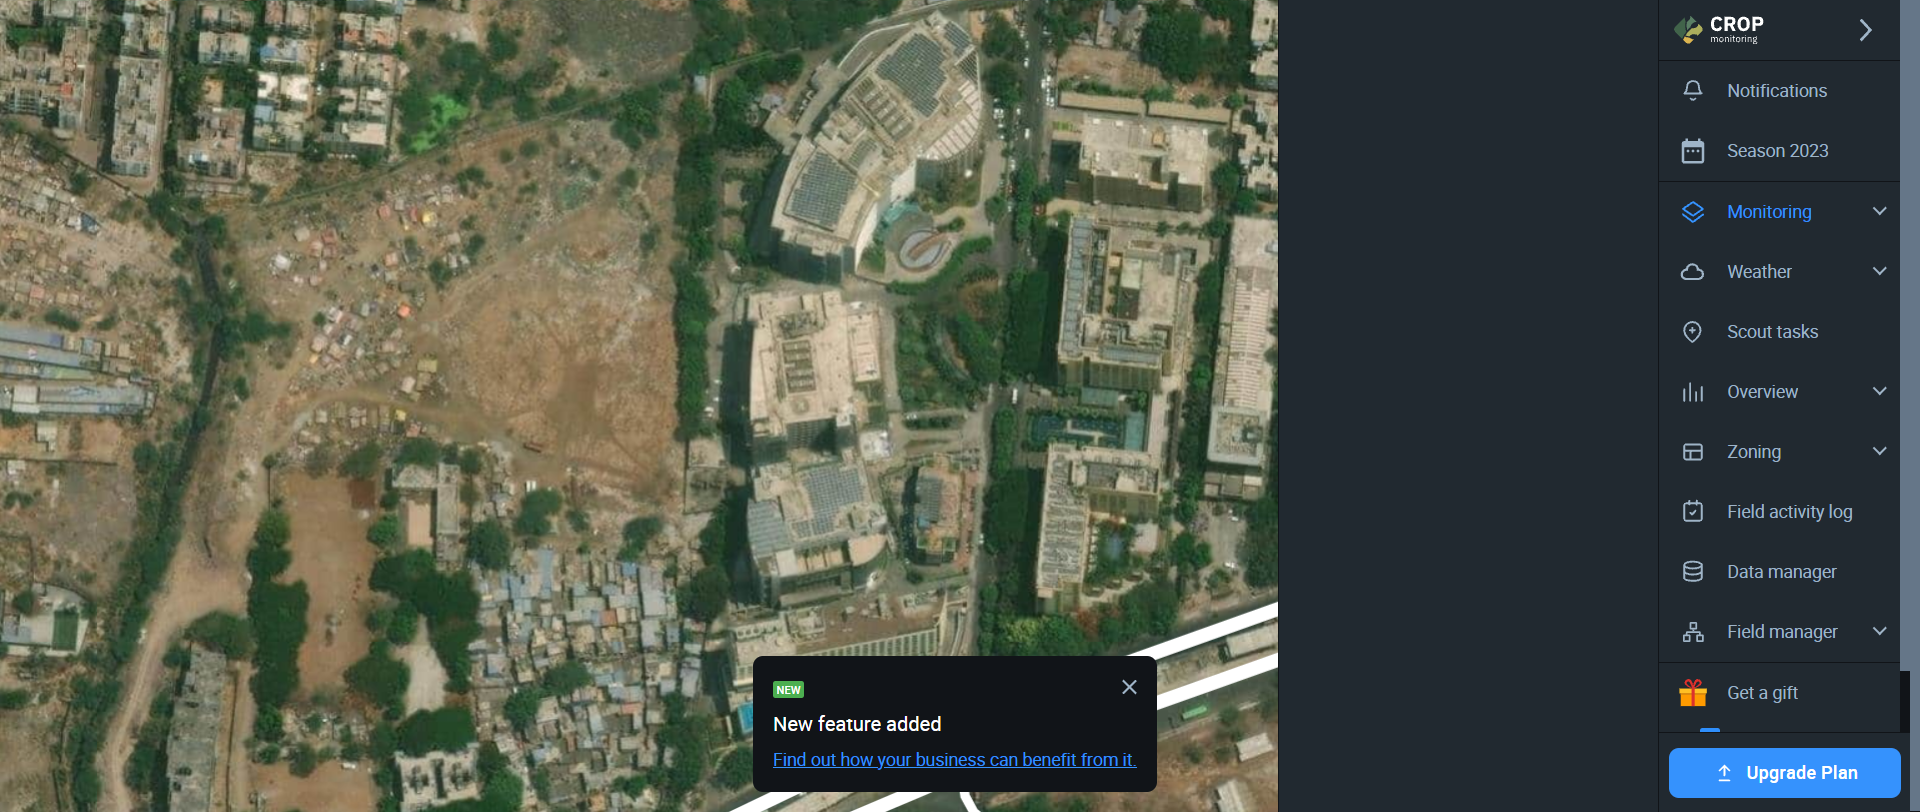 CROP
monitoring
Notifications
Season 2023
Monitoring
Weather
Scout tasks
Overview
Zoning
Field activity log
Data manager
Field manager
Get a gift
Upgrade Plan
NEW
New feature added
Find out how your business can benefit from it.